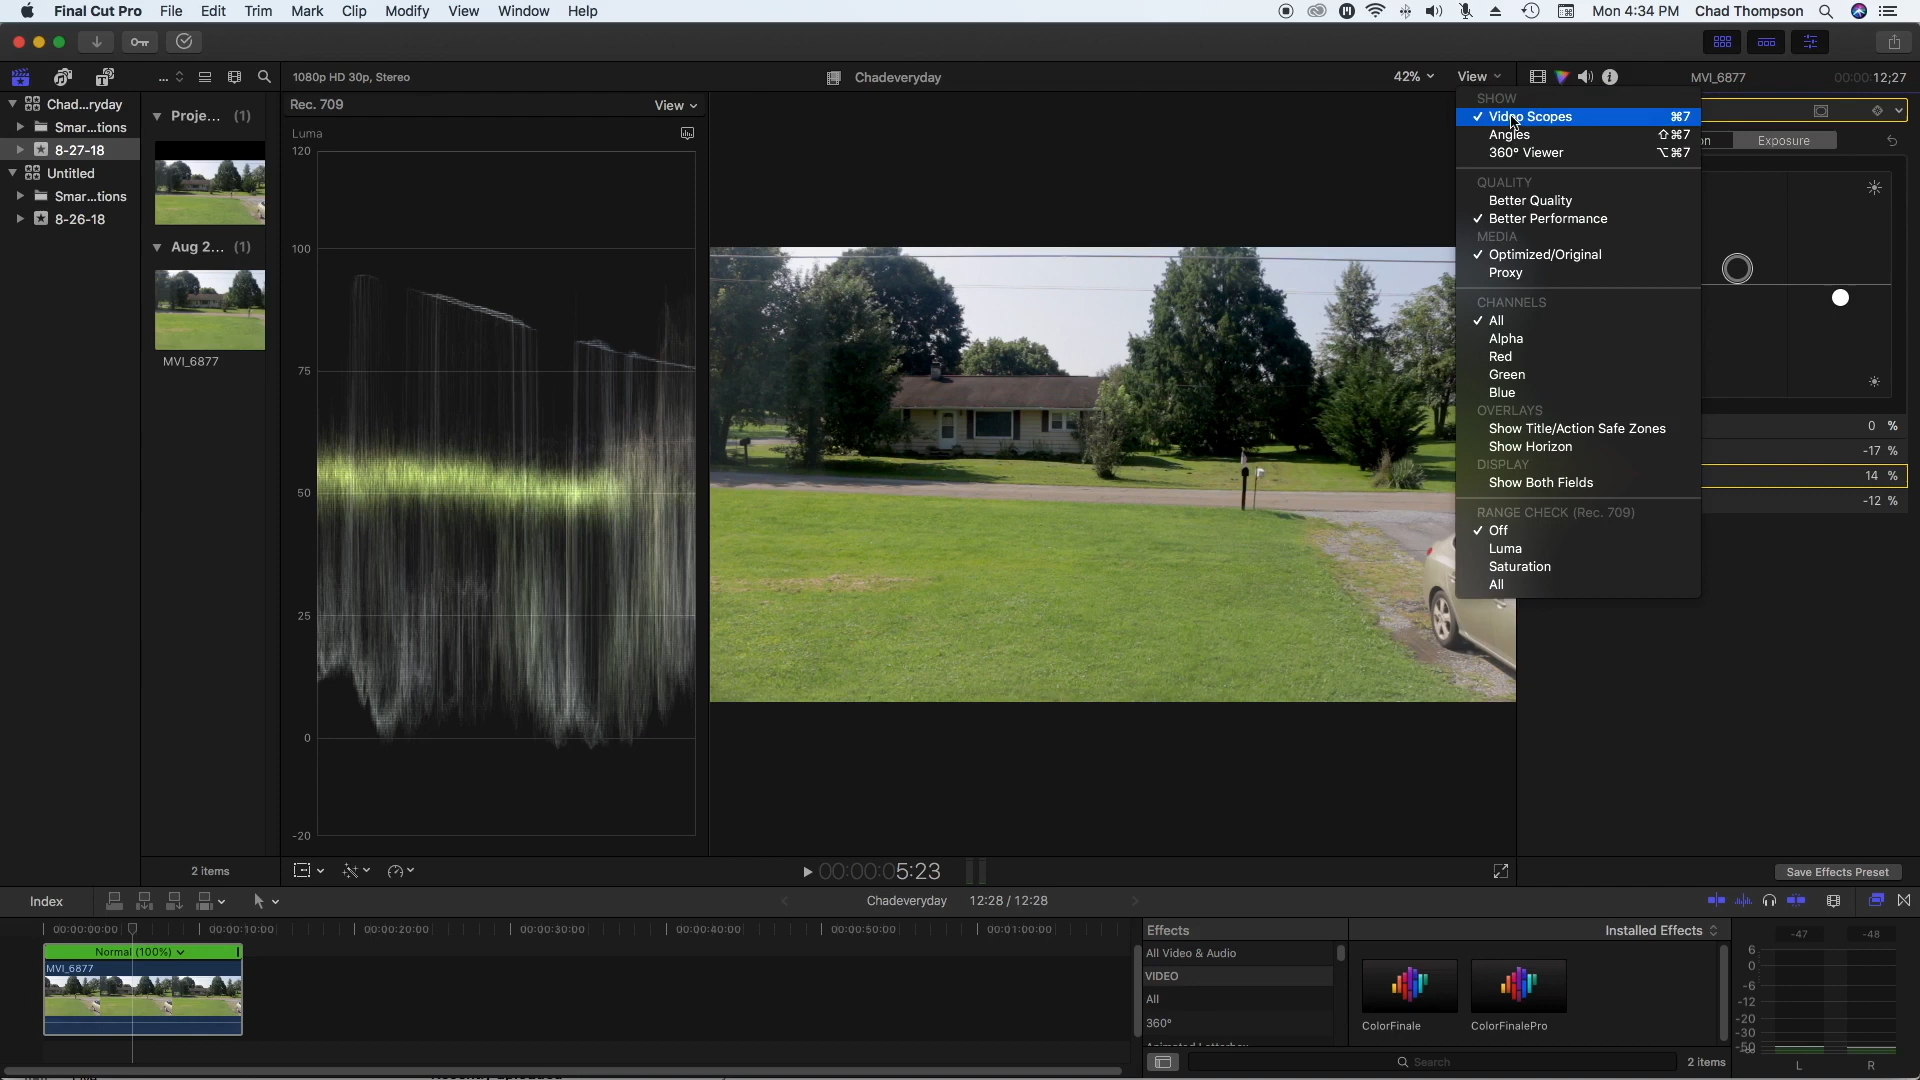 Final Cut Pro File Edit Trim Mark Clip Modify View Window Help
Mon 4:34 PM Chad Thompson
...
1080p HD 30p, Stereo
Chadeveryday
42%
View
MVI_6877
00:00:12;27
Chad...ryday
Smar...tions
8-27-18
Untitled
Smar...tions
8-26-18
Proje... (1)
Aug 2... (1)
MVI_6877
2 items
Rec. 709
View
Luma
120
100
75
50
25
0
-20
SHOW
Video Scopes ⌘7
Angles ⇧⌘7
360° Viewer ⌥⌘7
QUALITY
Better Quality
✓ Better Performance
MEDIA
✓ Optimized/Original
Proxy
CHANNELS
✓ All
Alpha
Red
Green
Blue
OVERLAYS
Show Title/Action Safe Zones
Show Horizon
DISPLAY
Show Both Fields
RANGE CHECK (Rec. 709)
✓ Off
Luma
Saturation
All
on
Exposure
0 %
-17 %
14 %
-12 %
Save Effects Preset
00:00:05:23
Index
Chadeveryday 12:28 / 12:28
00:00:00:00
00:00:10:00
00:00:20:00
00:00:30:00
00:00:40:00
00:00:50:00
00:01:00:00
Normal (100%)
MVI_6877
Effects
Installed Effects
All Video & Audio
VIDEO
All
360°
ColorFinale
ColorFinalePro
Search
2 items
-47 -48
6
0
-6
-12
-20
-30
-50
L R